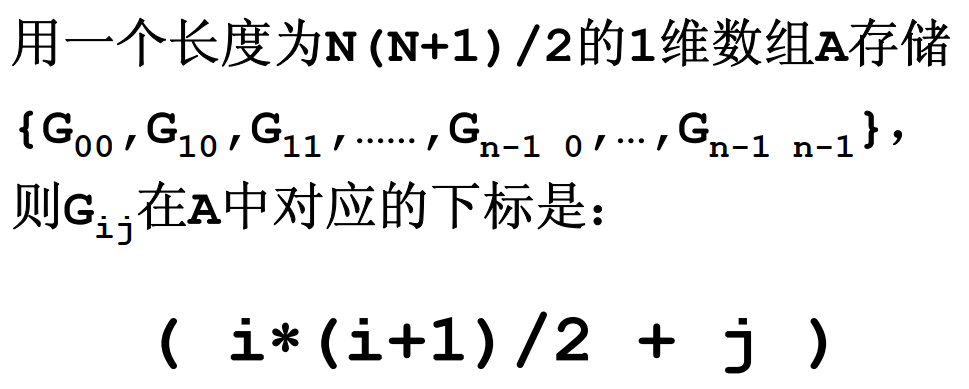 用一个长度为N(N+1)/2的1维数组A存储
{G00,G10,G11,……,Gn-1 0,…,Gn-1 n-1},
则Gij在A中对应的下标是:
( i*(i+1)/2 + j )